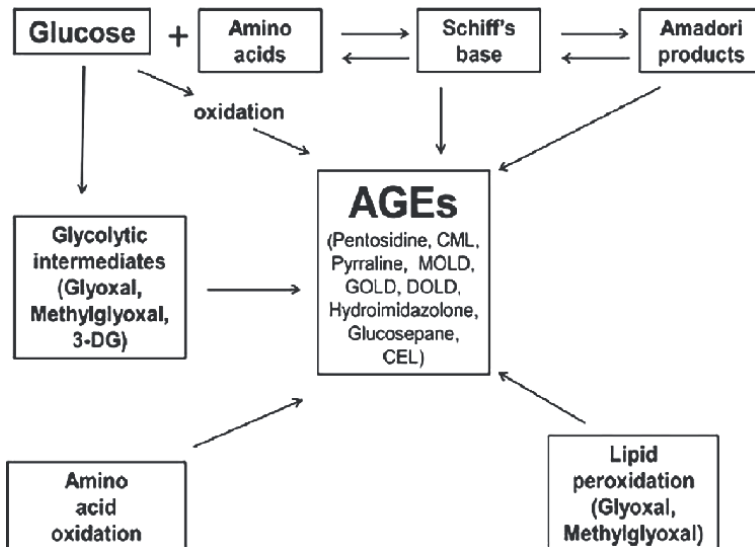 Glucose
+
Amino
acids
Schiff's
base
Amadori
products
oxidation
AGEs
(Pentosidine, CML,
Pyrraline, MOLD,
GOLD, DOLD,
Hydroimidazolone,
Glucosepane,
CEL)
Glycolytic
intermediates
(Glyoxal,
Methylglyoxal,
3-DG)
Amino
acid
oxidation
Lipid
peroxidation
(Glyoxal,
Methylglyoxal)